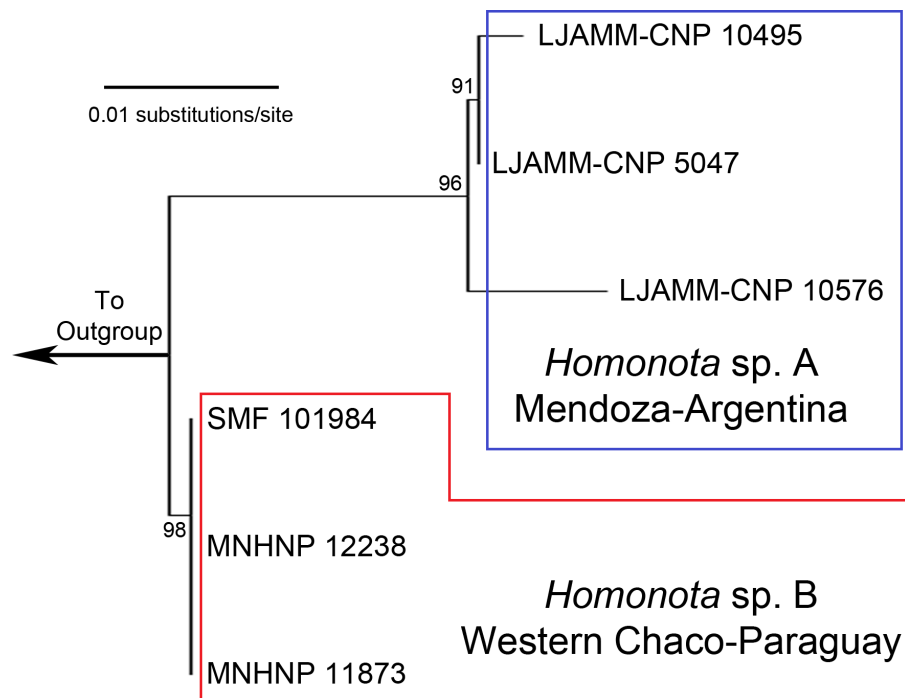 LJAMM-CNP 10495
91
0.01 substitutions/site
LJAMM-CNP 5047
96
LJAMM-CNP 10576
To
Outgroup
Homonota sp. A
Mendoza-Argentina
SMF 101984
98
MNHNP 12238
Homonota sp. B
Western Chaco-Paraguay
MNHNP 11873